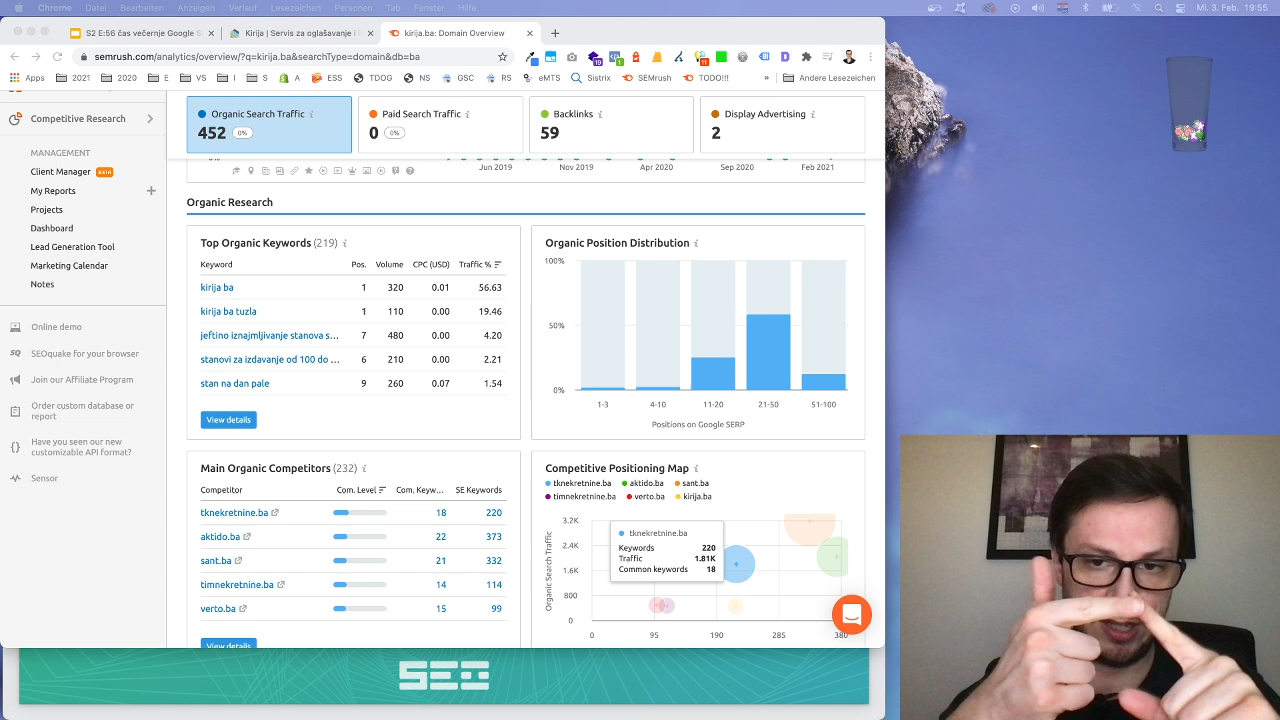 Chrome Datei Bearbeiten Anzeigen Verlauf Lesezeichen Personen Tab Fenster Hilfe
Mi. 3. Feb. 19:55
S2 E:56 čas večernje Google S
Kirija | Servis za oglašavanje i
kirija.ba: Domain Overview
semrush.com/analytics/overview/?q=kirija.ba&searchType=domain&db=ba
Apps 2021 2020 E VS I S A ESS TDOG NS GSC RS eMTS Sistrix SEMrush TODO!!! » Andere Lesezeichen
Competitive Research
MANAGEMENT
Client Manager BETA
My Reports
Projects
Dashboard
Lead Generation Tool
Marketing Calendar
Notes
Online demo
SEOquake for your browser
Join our Affiliate Program
Order custom database or
report
Have you seen our new
customizable API format?
Sensor
Organic Search Traffic
452 0%
Paid Search Traffic
0 0%
Backlinks
59
Display Advertising
2
Jun 2019 Nov 2019 Apr 2020 Sep 2020 Feb 2021
Organic Research
Top Organic Keywords (219)
Keyword Pos. Volume CPC (USD) Traffic %
kirija ba 1 320 0.01 56.63
kirija ba tuzla 1 110 0.00 19.46
jeftino iznajmljivanje stanova s... 7 480 0.00 4.20
stanovi za izdavanje od 100 do ... 6 210 0.00 2.21
stan na dan pale 9 260 0.07 1.54
View details
Organic Position Distribution
100%
50%
0%
1-3 4-10 11-20 21-50 51-100
Positions on Google SERP
Main Organic Competitors (232)
Competitor Com. Level Com. Keyw... SE Keywords
tknekretnine.ba 18 220
aktido.ba 22 373
sant.ba 21 332
timnekretnine.ba 14 114
verto.ba 15 99
View details
Competitive Positioning Map
tknekretnine.ba aktido.ba sant.ba
timnekretnine.ba verto.ba kirija.ba
Organic Search Traffic
3.2K
2.4K
1.6K
800
0
0 95 190 285 380
tknekretnine.ba
Keywords 220
Traffic 1.81K
Common keywords 18
SEO